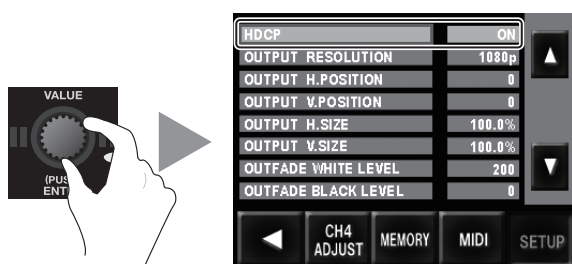 VALUE
(PUS
ENT
HDCP ON
OUTPUT RESOLUTION 1080p
OUTPUT H.POSITION 0
OUTPUT V.POSITION 0
OUTPUT H.SIZE 100.0%
OUTPUT V.SIZE 100.0%
OUTFADE WHITE LEVEL 200
OUTFADE BLACK LEVEL 0
CH4
ADJUST
MEMORY
MIDI
SETUP